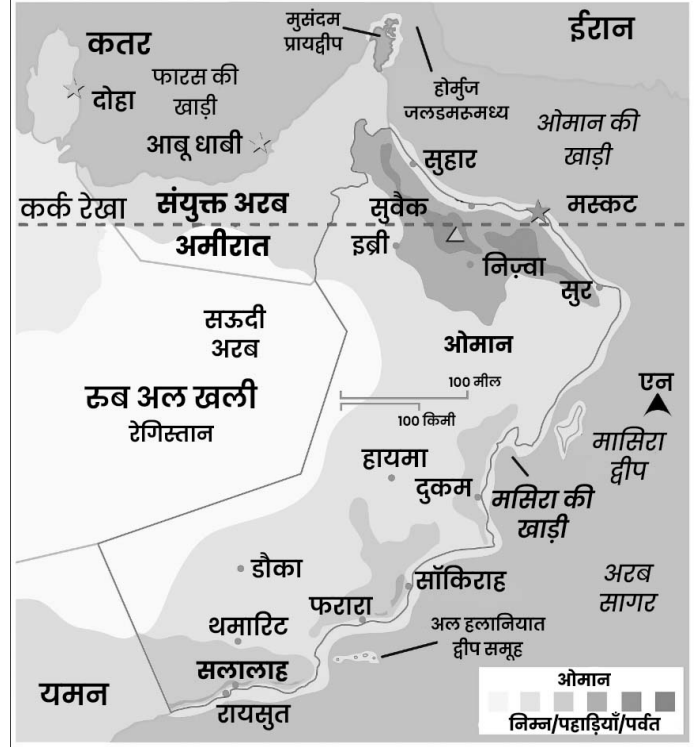 मुसंदम
प्रायद्वीप
ईरान
कतर
फारस की
खाड़ी
दोहा
होर्मुज
जलडमरूमध्य
आबू धाबी
ओमान की
खाड़ी
सुहार
कर्क रेखा
संयुक्त अरब
अमीरात
सुवैक
मस्कट
इब्री
निज़्वा
सुर
सऊदी
अरब
ओमान
रुब अल खली
रेगिस्तान
100 मील
100 किमी
एन
मासिरा
द्वीप
हायमा
दुकम
मसिरा की
खाड़ी
डौका
सॉकिराह
अरब
सागर
फरारा
अल हलानियात
द्वीप समूह
थमारिट
सलालाह
रायसुत
यमन
ओमान
निम्न/पहाड़ियाँ/पर्वत